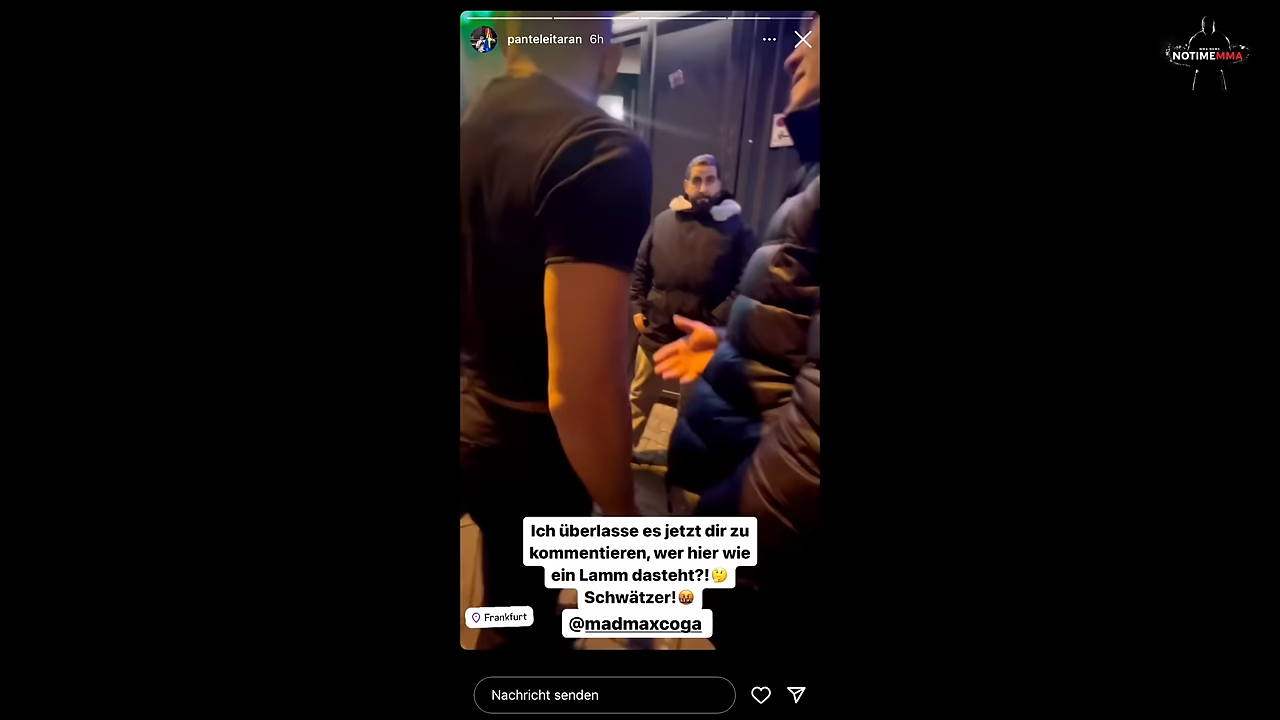 panteleitaran 6h
NOTIMEMMA
Ich überlasse es jetzt dir zu
kommentieren, wer hier wie
ein Lamm dasteht?!🤔
Schwätzer!🤬
@madmaxcoga
Frankfurt
Nachricht senden